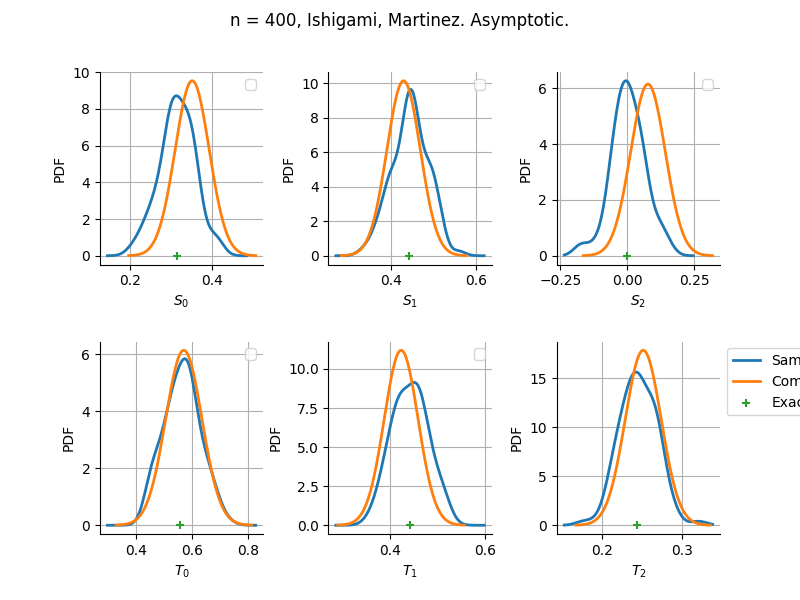 n = 400, Ishigami, Martinez. Asymptotic.
10
8
6
4
2
0
PDF
0.2
0.4
S0
10
8
6
4
2
0
PDF
0.4
0.6
S1
6
4
2
0
PDF
−0.25
0.00
0.25
S2
6
4
2
0
PDF
0.4
0.6
0.8
T0
10.0
7.5
5.0
2.5
0.0
PDF
0.4
0.6
T1
15
10
5
0
PDF
0.2
0.3
T2
Sam
Com
Exac